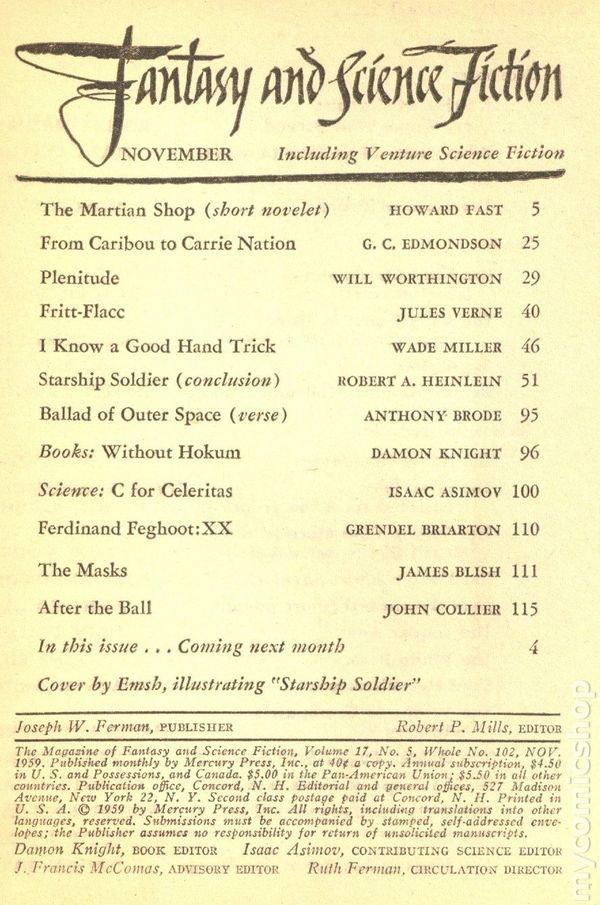 Fantasy and Science Fiction
NOVEMBER Including Venture Science Fiction
The Martian Shop (short novelet) HOWARD FAST 5
From Caribou to Carrie Nation G. C. EDMONDSON 25
Plenitude WILL WORTHINGTON 29
Fritt-Flacc JULES VERNE 40
I Know a Good Hand Trick WADE MILLER 46
Starship Soldier (conclusion) ROBERT A. HEINLEIN 51
Ballad of Outer Space (verse) ANTHONY BRODE 95
Books: Without Hokum DAMON KNIGHT 96
Science: C for Celeritas ISAAC ASIMOV 100
Ferdinand Feghoot:XX GRENDEL BRIARTON 110
The Masks JAMES BLISH 111
After the Ball JOHN COLLIER 115
In this issue . . . Coming next month 4
Cover by Emsh, illustrating "Starship Soldier"
Joseph W. Ferman, PUBLISHER Robert P. Mills, EDITOR
The Magazine of Fantasy and Science Fiction, Volume 17, No. 5, Whole No. 102, NOV.
1959. Published monthly by Mercury Press, Inc., at 40¢ a copy. Annual subscription, $4.50
in U. S. and Possessions, and Canada. $5.00 in the Pan-American Union; $5.50 in all other
countries. Publication office, Concord, N. H. Editorial and general offices, 527 Madison
Avenue, New York 22, N. Y. Second class postage paid at Concord, N. H. Printed in
U. S. A. © 1959 by Mercury Press, Inc. All rights, including translations into other
languages, reserved. Submissions must be accompanied by stamped, self-addressed enve-
lopes; the Publisher assumes no responsibility for return of unsolicited manuscripts.
Damon Knight, BOOK EDITOR Isaac Asimov, CONTRIBUTING SCIENCE EDITOR
J. Francis McComas, ADVISORY EDITOR Ruth Ferman, CIRCULATION DIRECTOR
mycomicshop